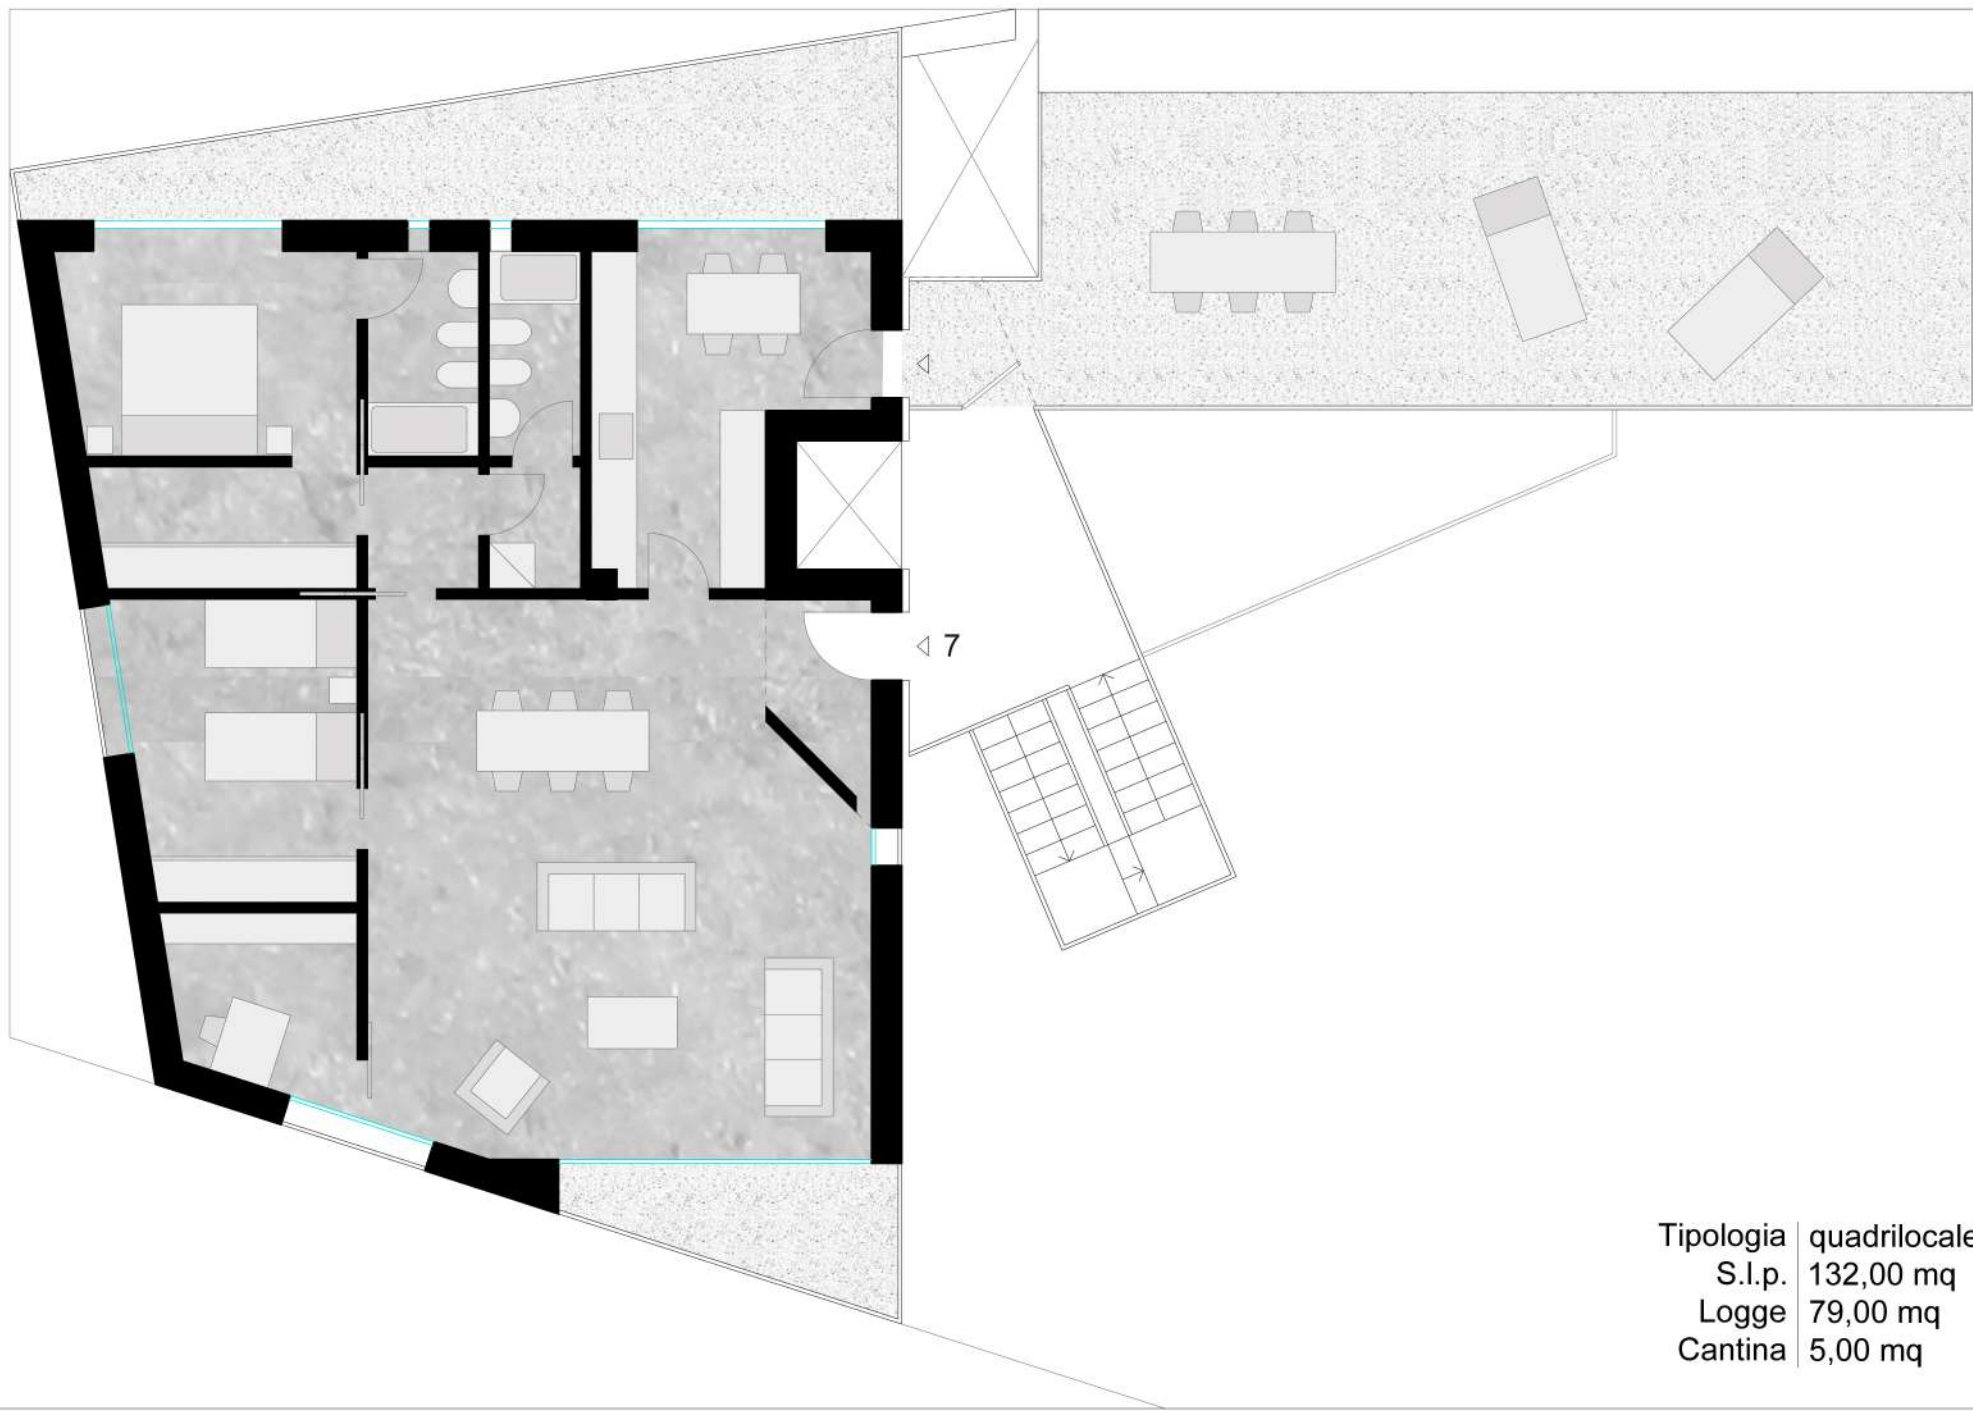 7
Tipologia quadrilocale
S.l.p. 132,00 mq
Logge 79,00 mq
Cantina 5,00 mq